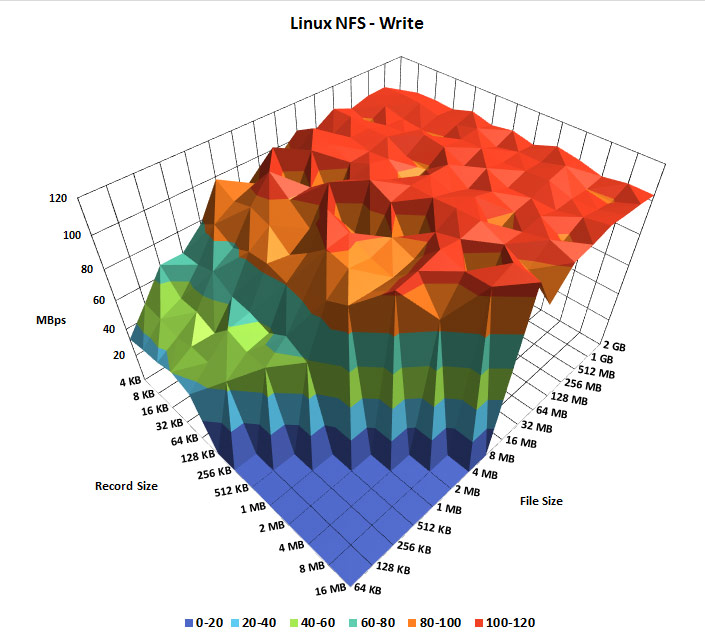 Linux NFS - Write
120
100
80
60
40
20
MBps
4 KB
8 KB
16 KB
32 KB
64 KB
128 KB
256 KB
512 KB
1 MB
2 MB
4 MB
8 MB
16 MB
Record Size
2 GB
1 GB
512 MB
256 MB
128 MB
64 MB
32 MB
16 MB
8 MB
4 MB
2 MB
1 MB
512 KB
256 KB
128 KB
64 KB
File Size
0-20 20-40 40-60 60-80 80-100 100-120